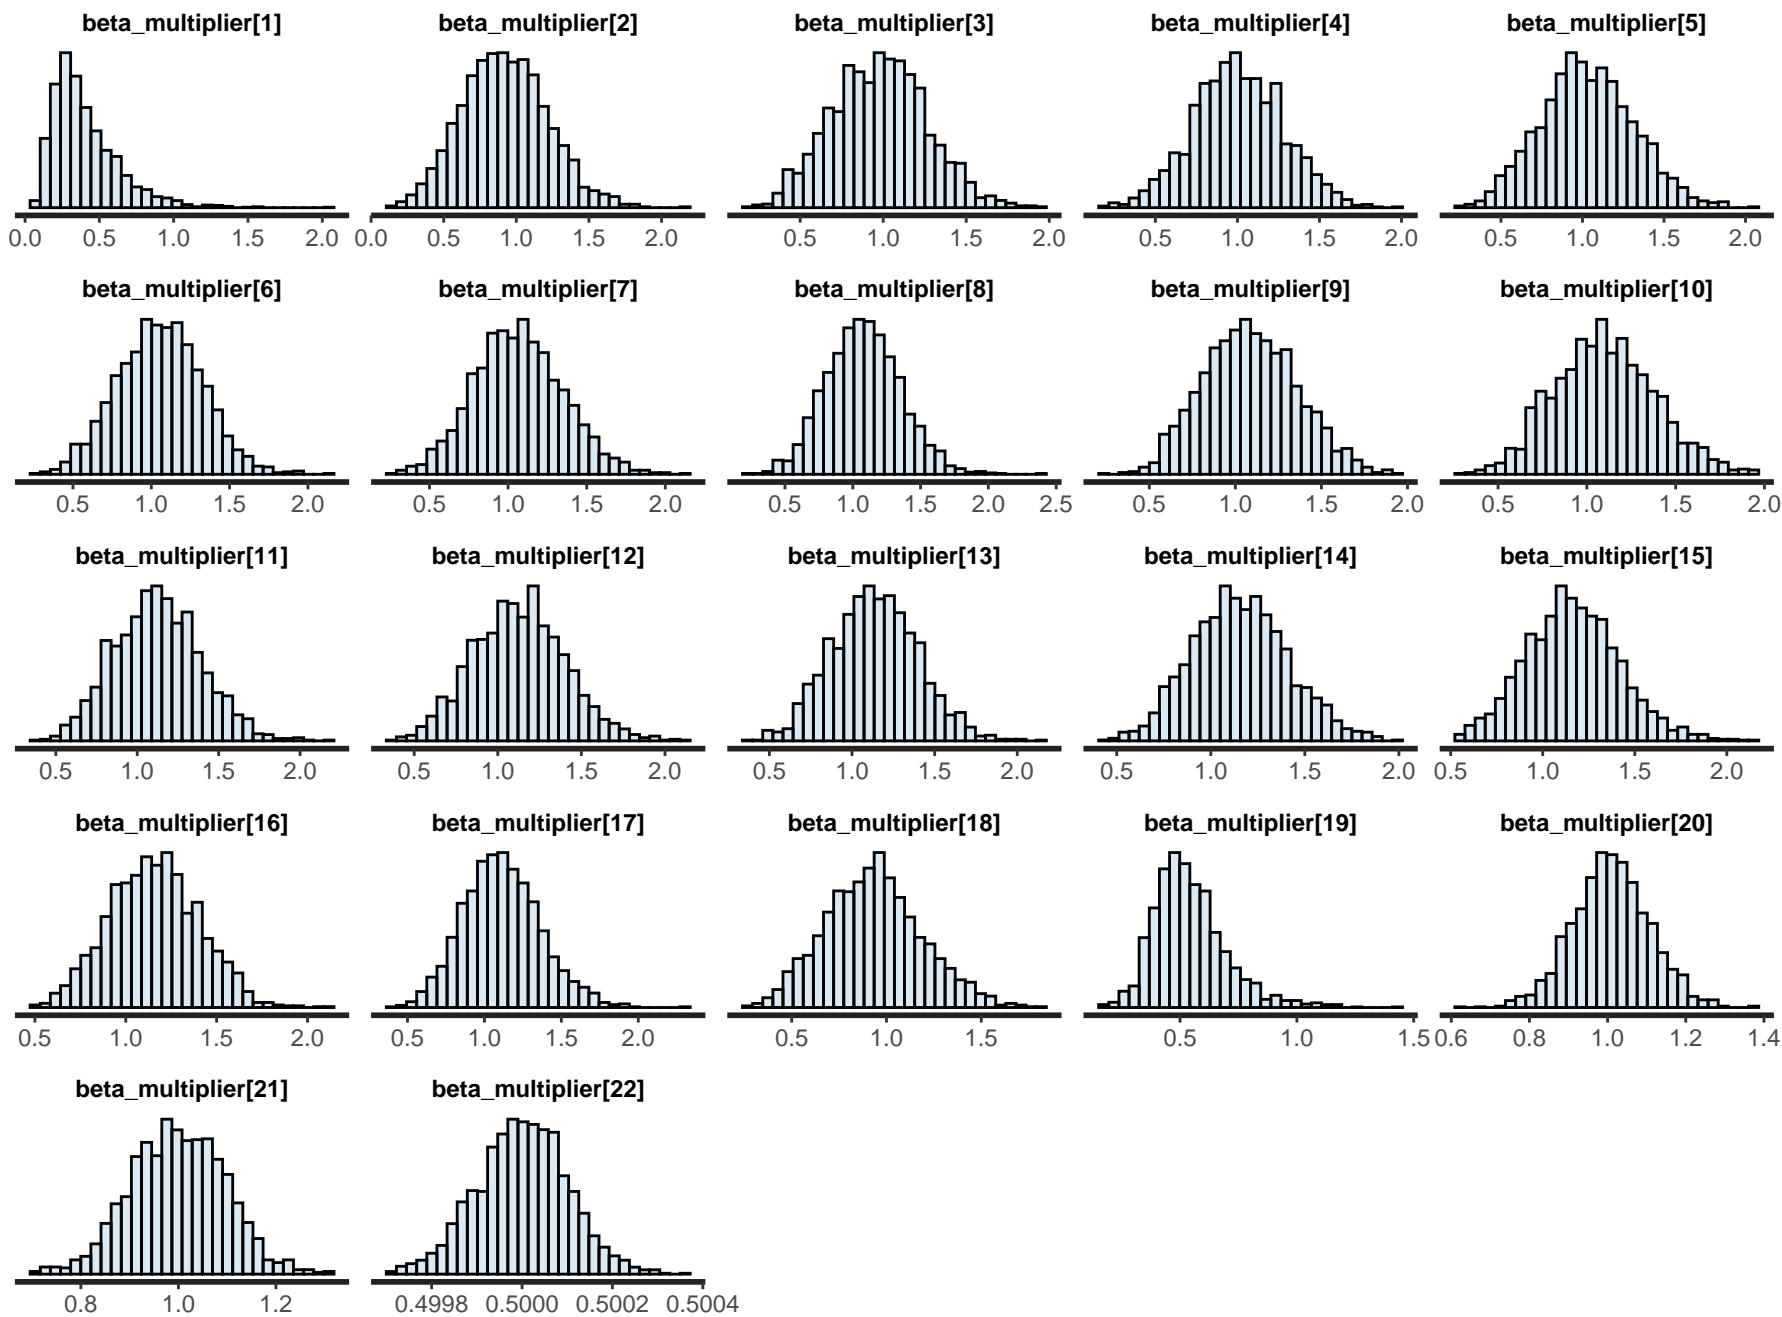 beta_multiplier[1] beta_multiplier[2] beta_multiplier[3] beta_multiplier[4] beta_multiplier[5]
0.0 0.5 1.0 1.5 2.0 0.0 0.5 1.0 1.5 2.0 0.5 1.0 1.5 2.0 0.5 1.0 1.5 2.0 0.5 1.0 1.5 2.0
beta_multiplier[6] beta_multiplier[7] beta_multiplier[8] beta_multiplier[9] beta_multiplier[10]
0.5 1.0 1.5 2.0 0.5 1.0 1.5 2.0 0.5 1.0 1.5 2.0 2.5 0.5 1.0 1.5 2.0 0.5 1.0 1.5 2.0
beta_multiplier[11] beta_multiplier[12] beta_multiplier[13] beta_multiplier[14] beta_multiplier[15]
0.5 1.0 1.5 2.0 0.5 1.0 1.5 2.0 0.5 1.0 1.5 2.0 0.5 1.0 1.5 2.0 0.5 1.0 1.5 2.0
beta_multiplier[16] beta_multiplier[17] beta_multiplier[18] beta_multiplier[19] beta_multiplier[20]
0.5 1.0 1.5 2.0 0.5 1.0 1.5 2.0 0.5 1.0 1.5 0.5 1.0 1.5 0.6 0.8 1.0 1.2 1.4
beta_multiplier[21] beta_multiplier[22]
0.8 1.0 1.2 0.4998 0.5000 0.5002 0.5004